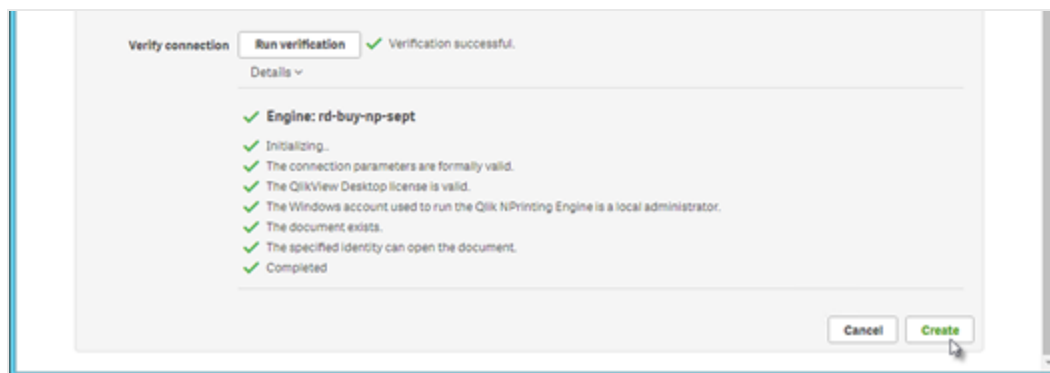 Verify connection Run verification Verification successful.
Details
Engine: rd-buy-np-sept
Initializing..
The connection parameters are formally valid.
The QlikView Desktop license is valid.
The Windows account used to run the Qlik NPrinting Engine is a local administrator.
The document exists.
The specified identity can open the document.
Completed
Cancel Create